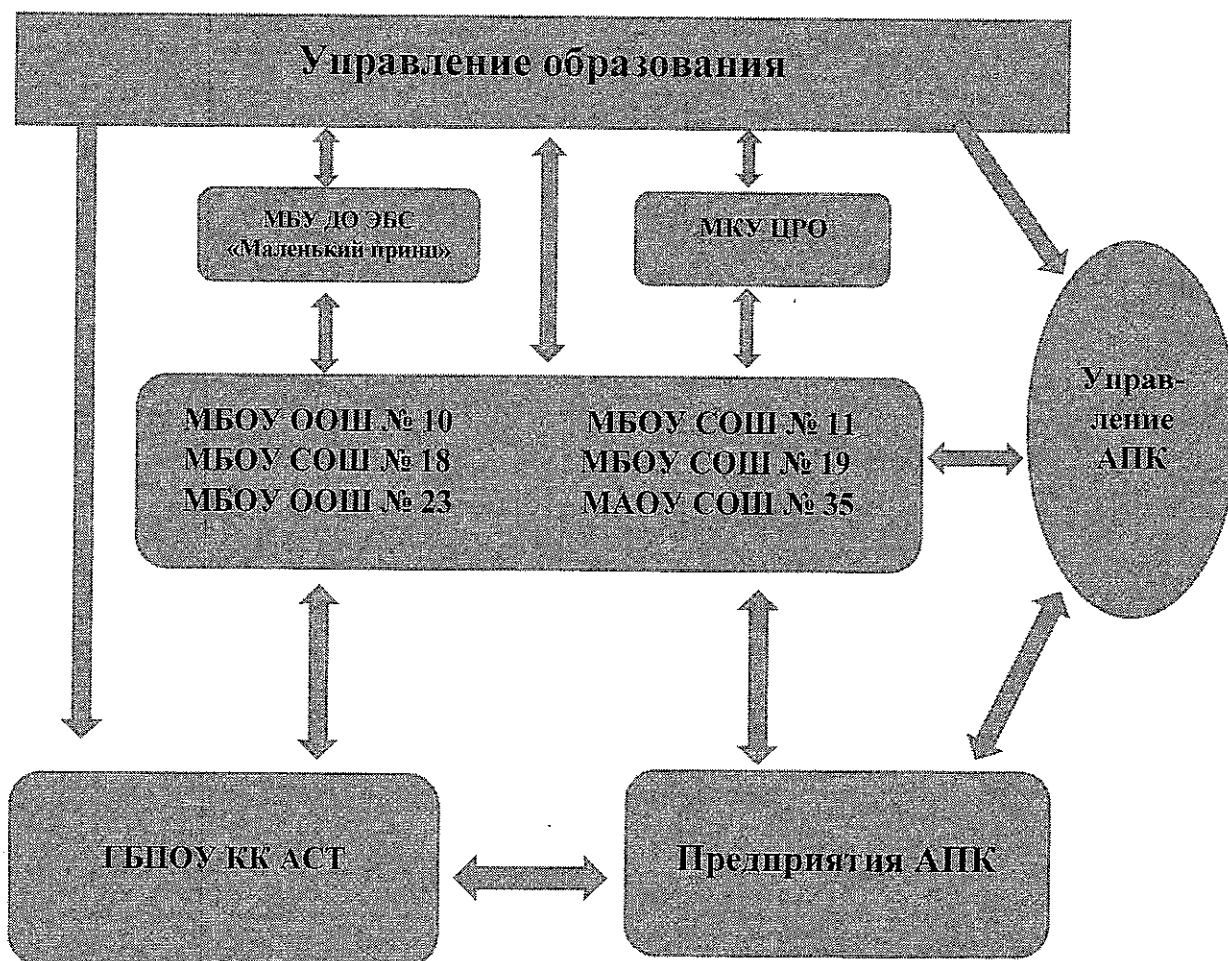 Управление образования
МБУ ДО ЭБС
«Маленький принц»
МКУ ЦРО
МБОУ ООШ № 10
МБОУ СОШ № 18
МБОУ ООШ № 23
МБОУ СОШ № 11
МБОУ СОШ № 19
МАОУ СОШ № 35
Управ-
ление
АПК
ГБПОУ КК АСТ
Предприятия АПК